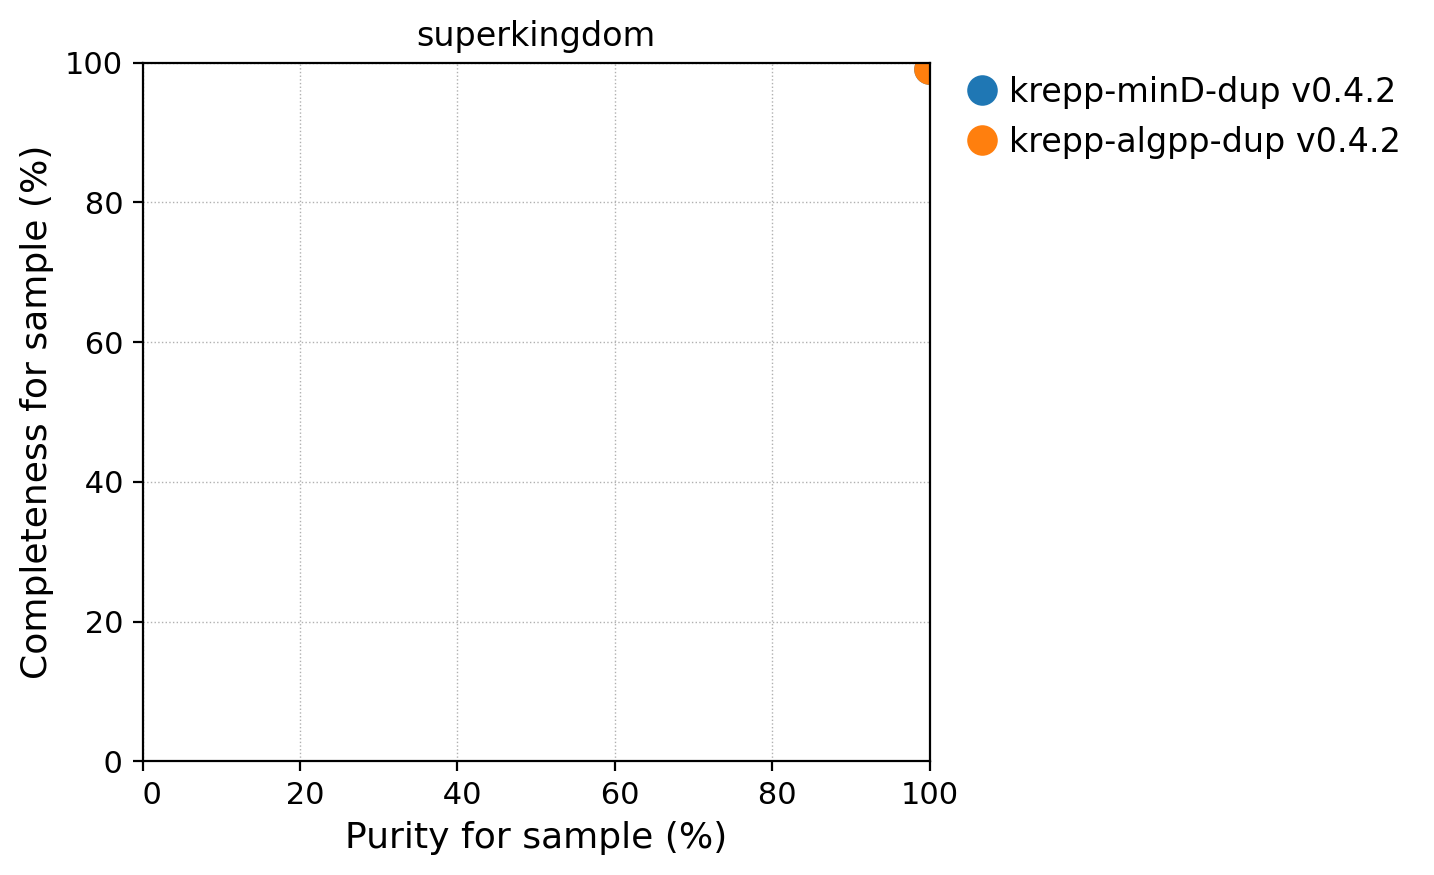 superkingdom
100
80
60
40
20
0
Completeness for sample (%)
0 20 40 60 80 100
Purity for sample (%)
krepp-minD-dup v0.4.2
krepp-algpp-dup v0.4.2